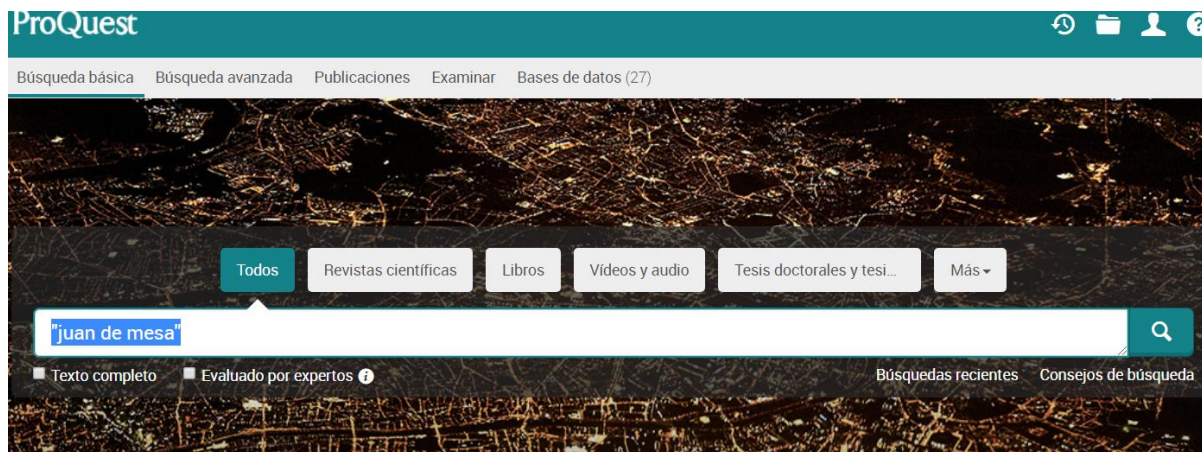 ProQuest
Búsqueda básica Búsqueda avanzada Publicaciones Examinar Bases de datos (27)
Todos Revistas científicas Libros Vídeos y audio Tesis doctorales y tesi... Más
"juan de mesa"
Texto completo Evaluado por expertos Búsquedas recientes Consejos de búsqueda